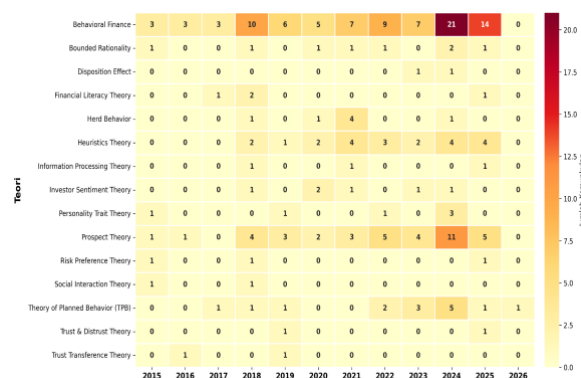 Behavioral Finance 3 3 3 10 6 5 7 9 7 21 14 0
Bounded Rationality 1 0 0 1 0 1 1 1 0 2 1 0
Disposition Effect 0 0 0 0 0 0 0 0 1 1 0 0
Financial Literacy Theory 0 0 1 2 0 0 0 0 0 0 1 0
Herd Behavior 0 0 0 1 0 1 4 0 0 1 0 0
Heuristics Theory 0 0 0 2 1 2 4 3 2 4 4 0
Information Processing Theory 0 0 0 1 0 0 1 0 0 0 1 0
Investor Sentiment Theory 0 0 0 1 0 2 1 0 1 1 0 0
Personality Trait Theory 1 0 0 0 1 0 0 1 0 3 0 0
Prospect Theory 1 1 0 4 3 2 3 5 4 11 5 0
Risk Preference Theory 1 0 0 1 0 0 0 0 0 0 1 0
Social Interaction Theory 1 0 0 1 0 0 0 0 0 0 0 0
Theory of Planned Behavior (TPB) 0 0 1 1 1 0 0 2 3 5 1 1
Trust & Distrust Theory 0 0 0 0 1 0 0 0 0 0 1 0
Trust Transference Theory 0 1 0 0 1 0 0 0 0 0 0 0
2015 2016 2017 2018 2019 2020 2021 2022 2023 2024 2025 2026
Teori
20.0
17.5
15.0
12.5
10.0
7.5
5.0
2.5
0.0